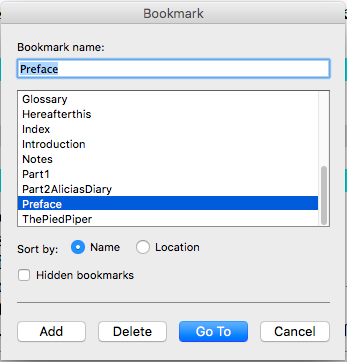 Bookmark
Bookmark name:
Preface
Glossary
Hereafterthis
Index
Introduction
Notes
Part1
Part2AliciasDiary
Preface
ThePiedPiper
Sort by: Name Location
Hidden bookmarks
Add Delete Go To Cancel